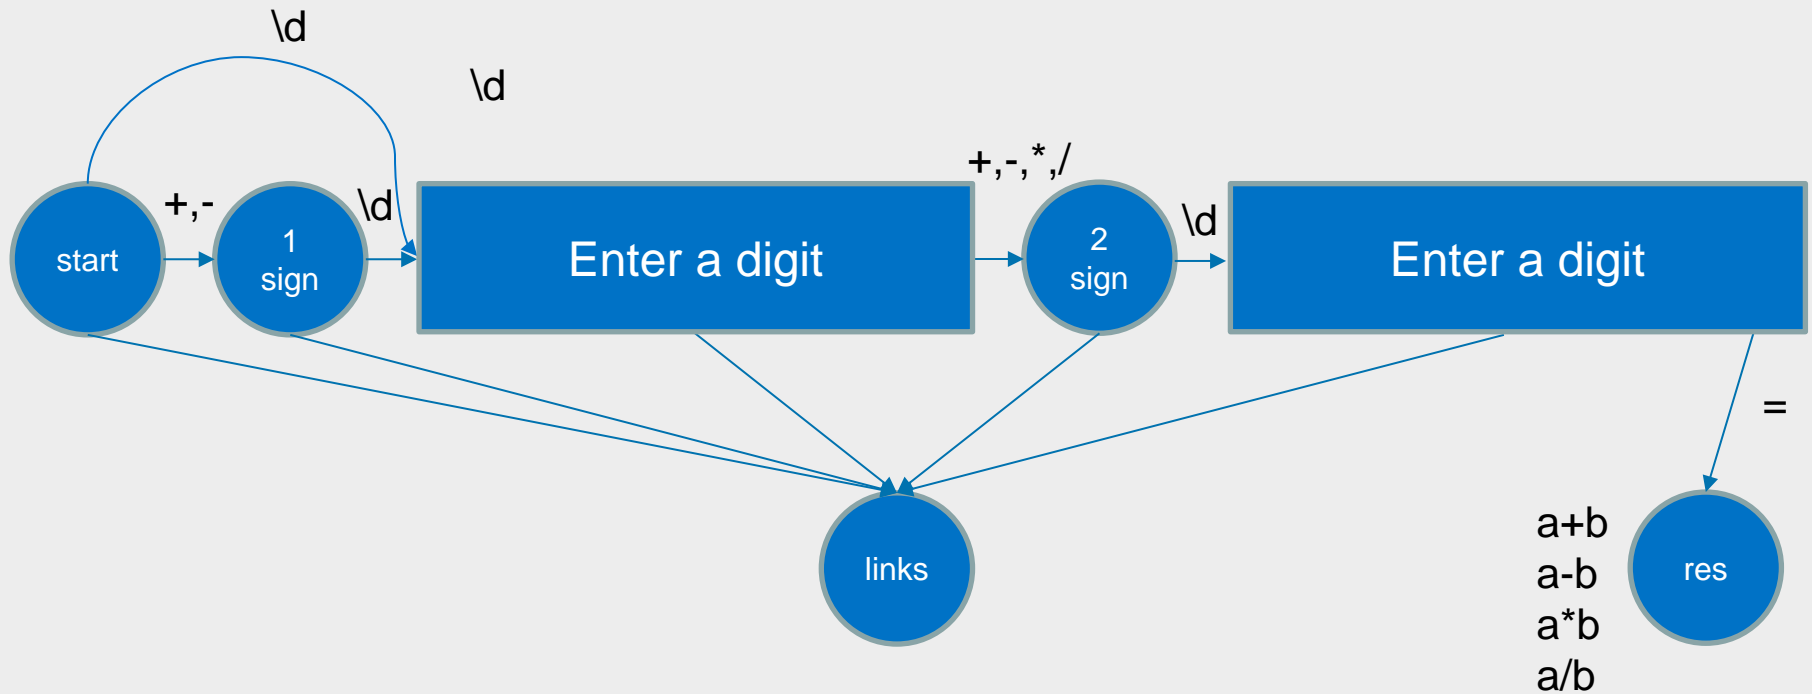 \d
\d
+,-
\d
+,-,*,/
\d
start
1
sign
Enter a digit
2
sign
Enter a digit
=
links
a+b
a-b
a*b
a/b
res